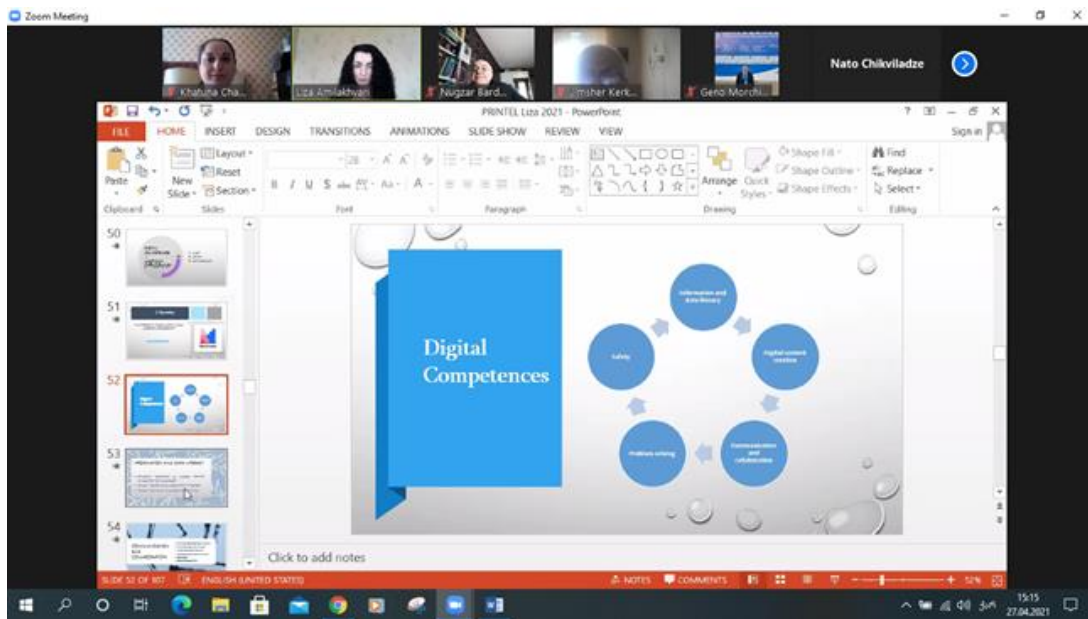 Zoom Meeting
Khatuna Cha...
Liza Amilakhvari
Nugzar Bard...
Geno Morchi...
Nato Chikviladze
PRINTEL Liza 2021 - PowerPoint
FILE
HOME
INSERT
DESIGN
TRANSITIONS
ANIMATIONS
SLIDE SHOW
REVIEW
VIEW
Sign in
Paste
New
Slide
Layout
Reset
Section
Arrange
Quick
Styles
Shape Fill
Shape Outline
Shape Effects
Find
Replace
Select
Clipboard
Slides
Font
Paragraph
Drawing
Editing
50
51
52
53
54
Digital
Competences
Information and
data literacy
Digital content
creation
Communication
and
collaboration
Problem solving
Safety
Click to add notes
SLIDE 52 OF 107
ENGLISH (UNITED STATES)
NOTES
COMMENTS
52%
15:15
27.04.2021